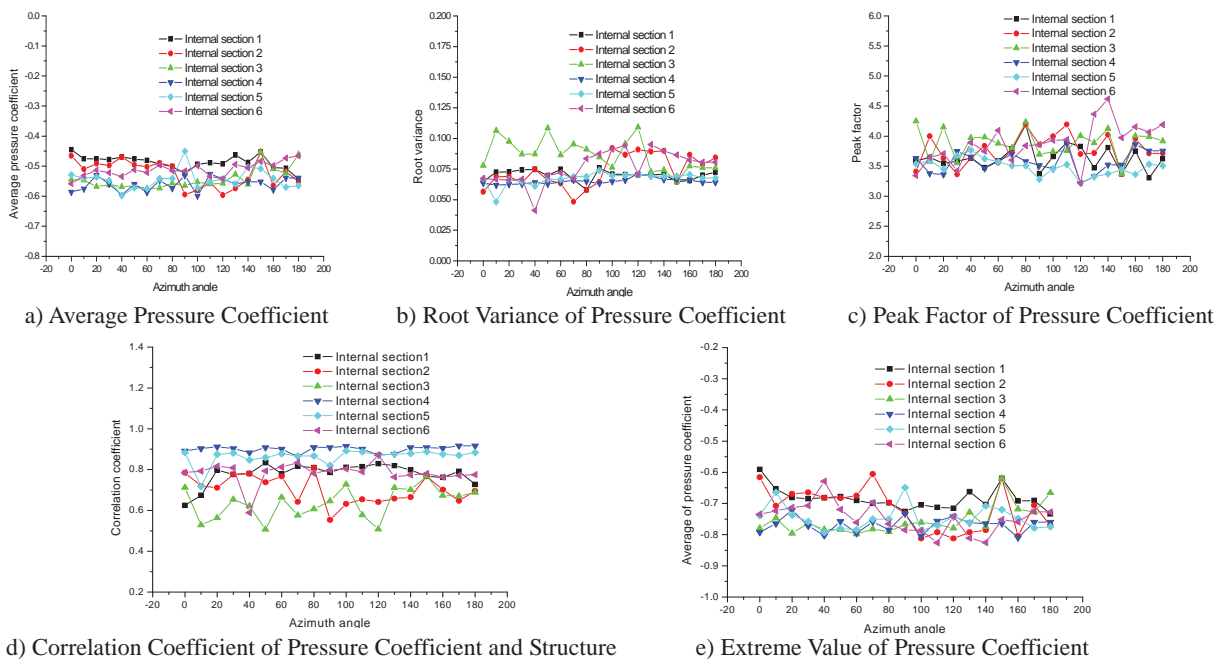 0.0
-0.1
-0.2
-0.3
-0.4
-0.5
-0.6
-0.7
-0.8
Average pressure coefficient
Internal section 1
Internal section 2
Internal section 3
Internal section 4
Internal section 5
Internal section 6
-20 0 20 40 60 80 100 120 140 160 180 200
Azimuth angle
a) Average Pressure Coefficient
0.200
0.175
0.150
0.125
0.100
0.075
0.050
0.025
0.000
Root variance
Internal section 1
Internal section 2
Internal section 3
Internal section 4
Internal section 5
Internal section 6
-20 0 20 40 60 80 100 120 140 160 180 200
Azimuth angle
b) Root Variance of Pressure Coefficient
6.0
5.5
5.0
4.5
4.0
3.5
3.0
2.5
2.0
Peak factor
Internal section 1
Internal section 2
Internal section 3
Internal section 4
Internal section 5
Internal section 6
-20 0 20 40 60 80 100 120 140 160 180 200
Azimuth angle
c) Peak Factor of Pressure Coefficient
1.4
1.2
1.0
0.8
0.6
0.4
0.2
Correlation coefficient
Internal section1
Internal section2
Internal section3
Internal section4
Internal section5
Internal section6
-20 0 20 40 60 80 100 120 140 160 180 200
Azimuth angle
d) Correlation Coefficient of Pressure Coefficient and Structure
-0.2
-0.3
-0.4
-0.5
-0.6
-0.7
-0.8
-0.9
-1.0
Average of pressure coefficient
Internal section 1
Internal section 2
Internal section 3
Internal section 4
Internal section 5
Internal section 6
-20 0 20 40 60 80 100 120 140 160 180 200
Azimuth angle
e) Extreme Value of Pressure Coefficient